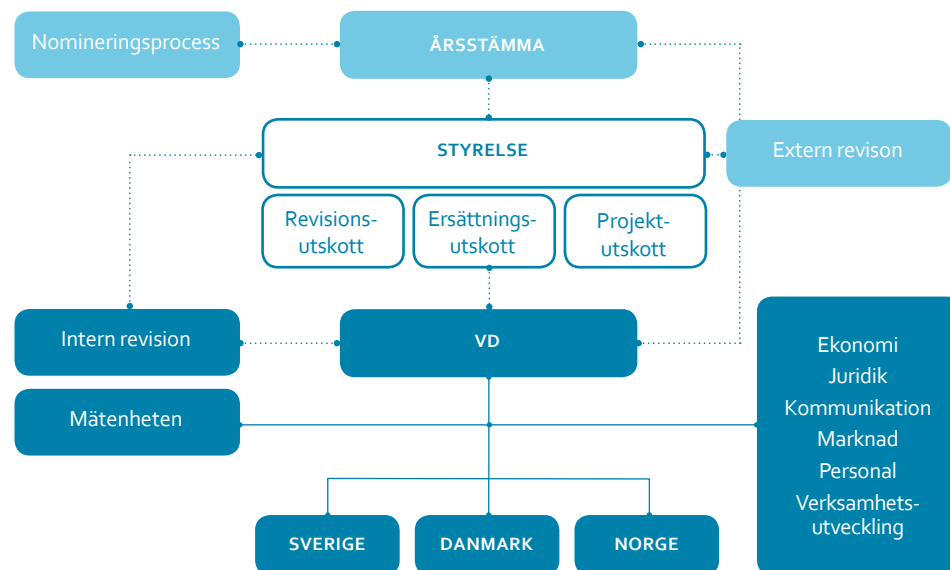 Nomineringsprocess
ÅRSSTÄMMA
STYRELSE
Extern revison
Revisions-
utskott
Ersättnings-
utskott
Projekt-
utskott
Intern revision
VD
Mätenheten
Ekonomi
Juridik
Kommunikation
Marknad
Personal
Verksamhets-
utveckling
SVERIGE
DANMARK
NORGE